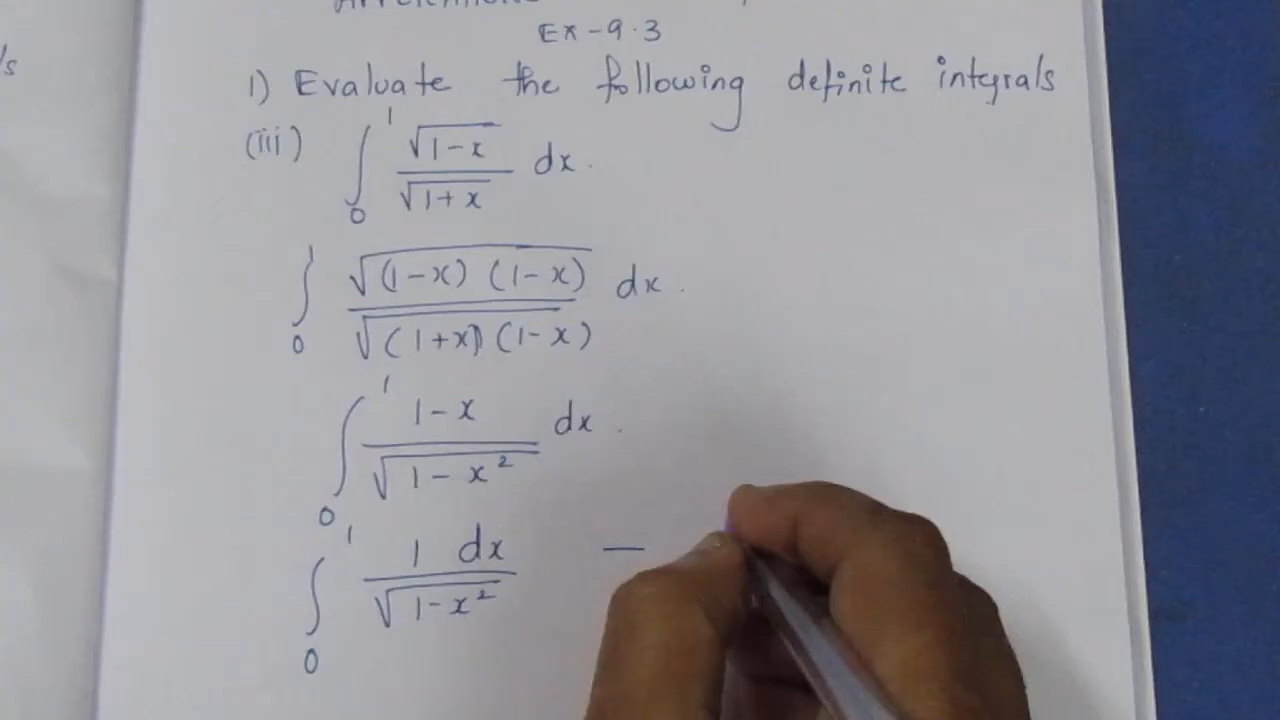 Ex-9.3
1) Evaluate the following definite integrals
(iii) ∫₀¹ √(1-x) / √(1+x) dx.
∫₀¹ √((1-x) (1-x)) / √((1+x) (1-x)) dx.
∫₀¹ (1-x) / √(1-x²) dx.
∫₀¹ 1 dx / √(1-x²) —